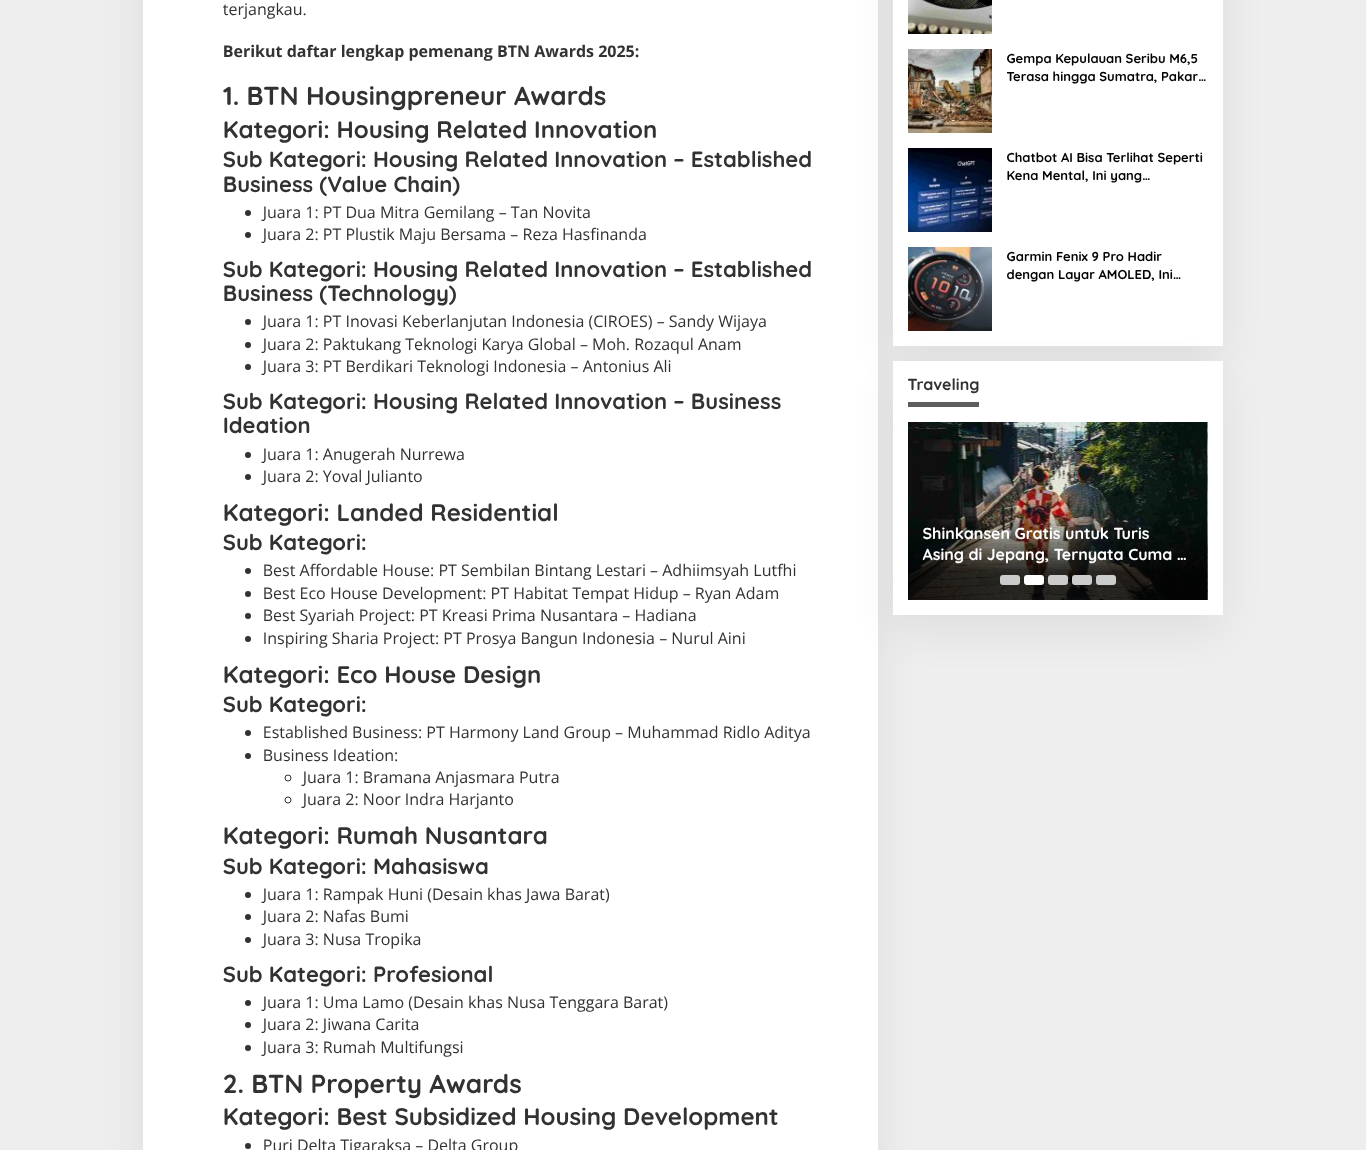 terjangkau.
Berikut daftar lengkap pemenang BTN Awards 2025:
1. BTN Housingpreneur Awards
Kategori: Housing Related Innovation
Sub Kategori: Housing Related Innovation – Established
Business (Value Chain)
Juara 1: PT Dua Mitra Gemilang – Tan Novita
Juara 2: PT Plustik Maju Bersama – Reza Hasfinanda
Sub Kategori: Housing Related Innovation – Established
Business (Technology)
Juara 1: PT Inovasi Keberlanjutan Indonesia (CIROES) – Sandy Wijaya
Juara 2: Paktukang Teknologi Karya Global – Moh. Rozaqul Anam
Juara 3: PT Berdikari Teknologi Indonesia – Antonius Ali
Sub Kategori: Housing Related Innovation – Business
Ideation
Juara 1: Anugerah Nurrewa
Juara 2: Yoval Julianto
Kategori: Landed Residential
Sub Kategori:
Best Affordable House: PT Sembilan Bintang Lestari – Adhiimsyah Lutfhi
Best Eco House Development: PT Habitat Tempat Hidup – Ryan Adam
Best Syariah Project: PT Kreasi Prima Nusantara – Hadiana
Inspiring Sharia Project: PT Prosya Bangun Indonesia – Nurul Aini
Kategori: Eco House Design
Sub Kategori:
Established Business: PT Harmony Land Group – Muhammad Ridlo Aditya
Business Ideation:
Juara 1: Bramana Anjasmara Putra
Juara 2: Noor Indra Harjanto
Kategori: Rumah Nusantara
Sub Kategori: Mahasiswa
Juara 1: Rampak Huni (Desain khas Jawa Barat)
Juara 2: Nafas Bumi
Juara 3: Nusa Tropika
Sub Kategori: Profesional
Juara 1: Uma Lamo (Desain khas Nusa Tenggara Barat)
Juara 2: Jiwana Carita
Juara 3: Rumah Multifungsi
2. BTN Property Awards
Kategori: Best Subsidized Housing Development
Puri Delta Tigaraksa – Delta Group
Gempa Kepulauan Seribu M6,5
Terasa hingga Sumatra, Pakar…
Chatbot AI Bisa Terlihat Seperti
Kena Mental, Ini yang…
ChatGPT
Garmin Fenix 9 Pro Hadir
dengan Layar AMOLED, Ini…
Traveling
Shinkansen Gratis untuk Turis
Asing di Jepang, Ternyata Cuma …